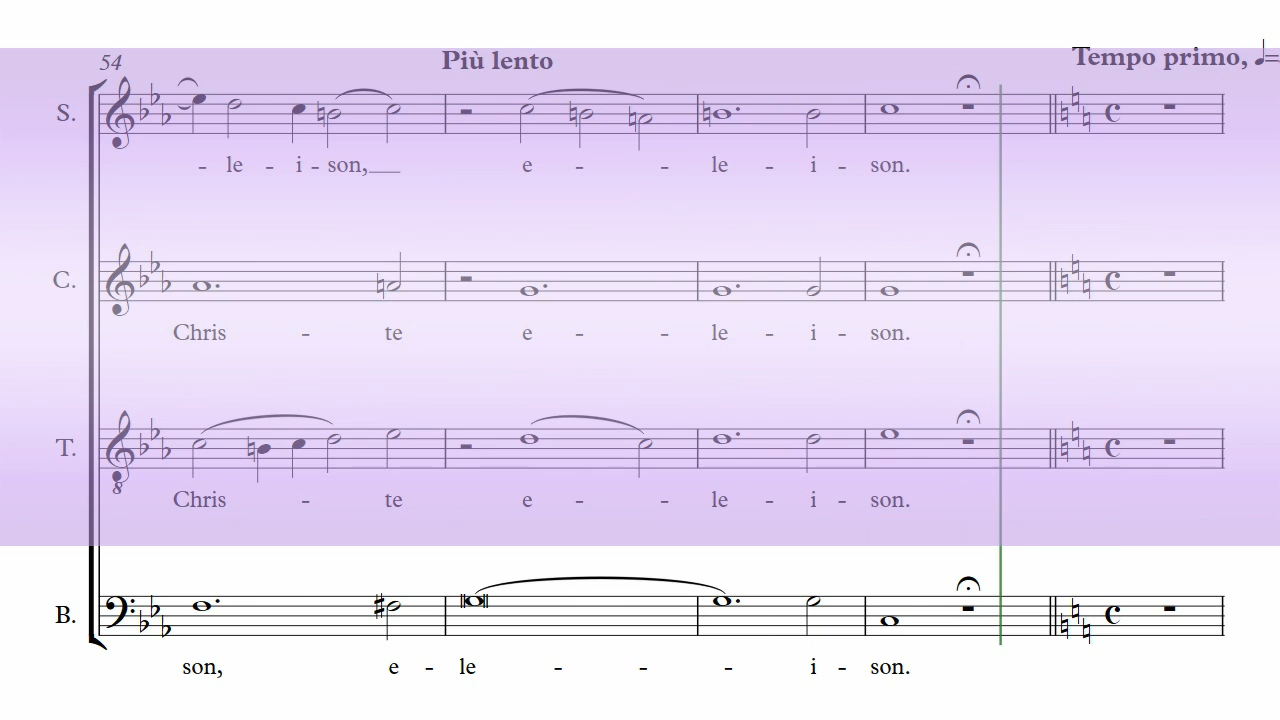 54
Più lento
Tempo primo, ♩=
S.
- le - i - son,
e - - le - i - son.
C.
Chris - te e - - le - i - son.
T.
8
Chris - te e - - le - i - son.
B.
son, e - le - - - i - son.